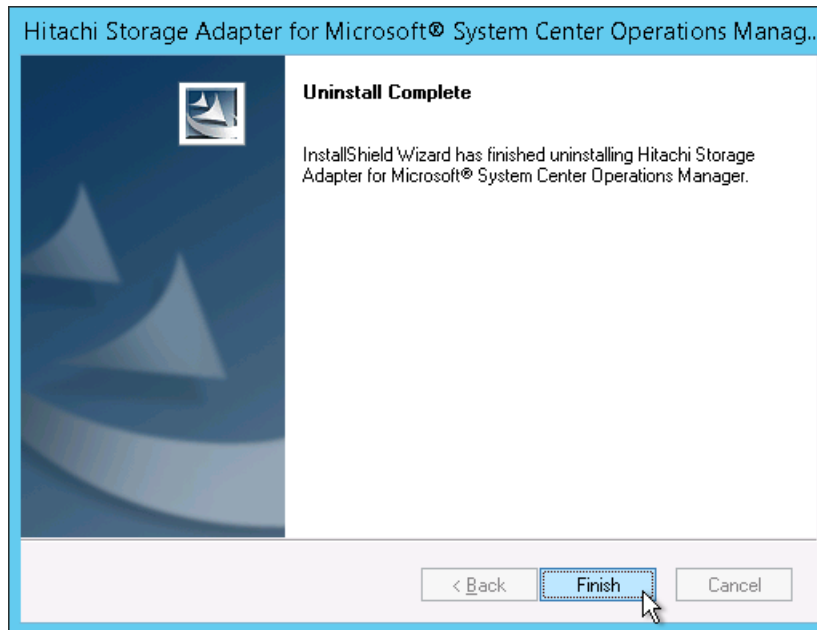 Hitachi Storage Adapter for Microsoft® System Center Operations Manag..
Uninstall Complete
InstallShield Wizard has finished uninstalling Hitachi Storage
Adapter for Microsoft® System Center Operations Manager.
< Back
Finish
Cancel